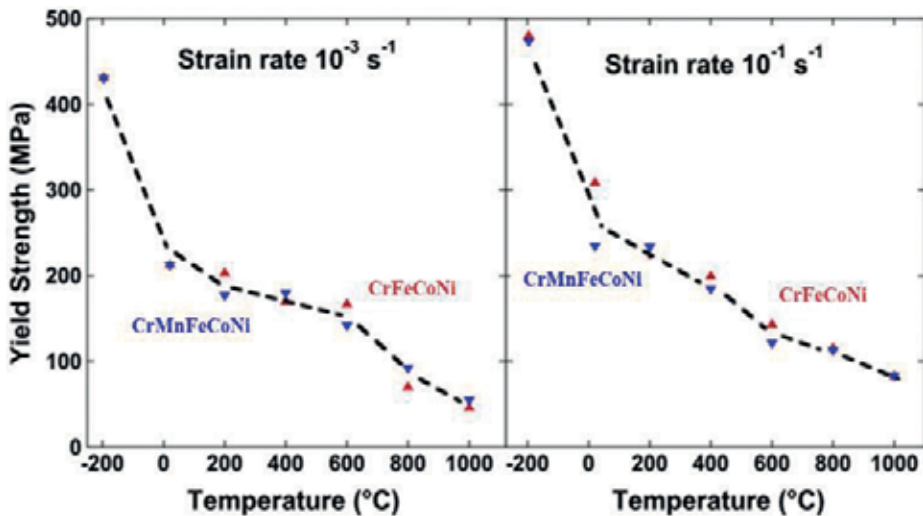 Strain rate 10⁻³ s⁻¹
Strain rate 10⁻¹ s⁻¹
Yield Strength (MPa)
500
400
300
200
100
0
CrFeCoNi
CrMnFeCoNi
CrMnFeCoNi
CrFeCoNi
-200 0 200 400 600 800 1000
-200 0 200 400 600 800 1000
Temperature (°C)
Temperature (°C)